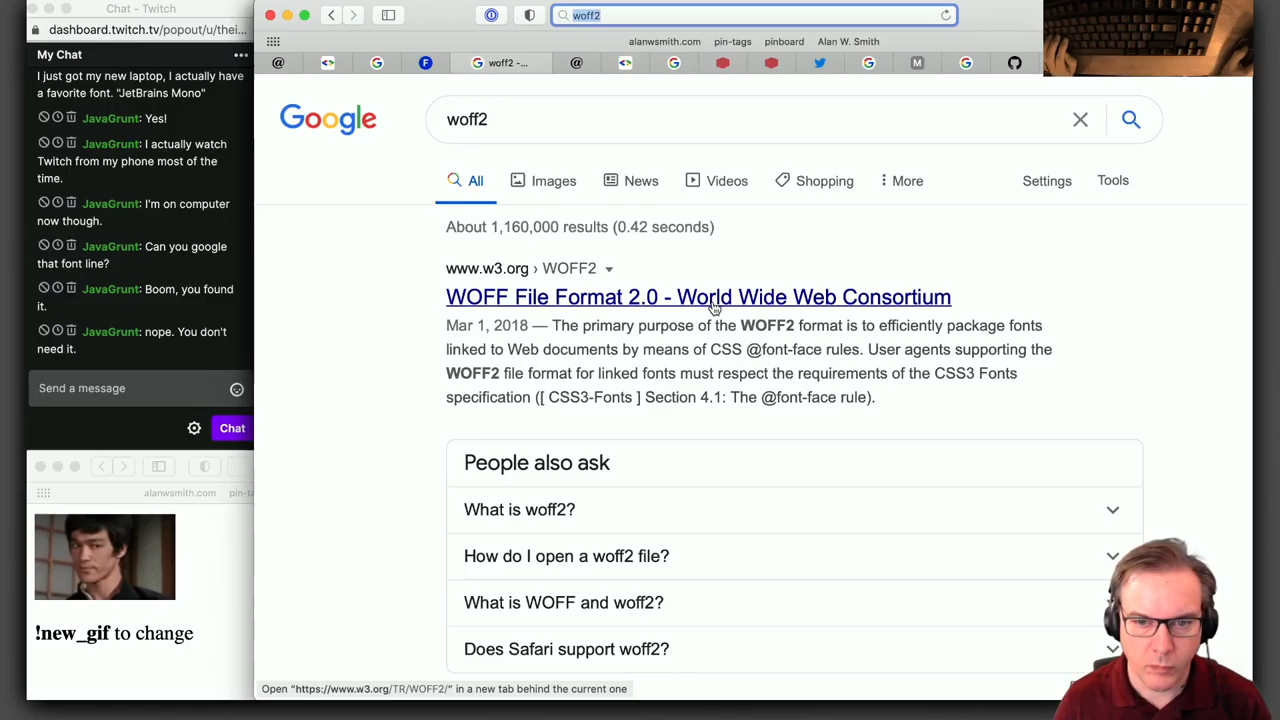 Chat - Twitch
dashboard.twitch.tv/popout/u/thei...
My Chat
I just got my new laptop, I actually have
a favorite font. "JetBrains Mono"
JavaGrunt: Yes!
JavaGrunt: I actually watch
Twitch from my phone most of the
time.
JavaGrunt: I'm on computer
now though.
JavaGrunt: Can you google
that font line?
JavaGrunt: Boom, you found
it.
JavaGrunt: nope. You don't
need it.
Send a message
Chat
alanwsmith.com pin-ta
!new_gif to change
woff2
alanwsmith.com pin-tags pinboard Alan W. Smith
woff2 -...
Google
woff2
All Images News Videos Shopping More Settings Tools
About 1,160,000 results (0.42 seconds)
www.w3.org › WOFF2
WOFF File Format 2.0 - World Wide Web Consortium
Mar 1, 2018 — The primary purpose of the WOFF2 format is to efficiently package fonts
linked to Web documents by means of CSS @font-face rules. User agents supporting the
WOFF2 file format for linked fonts must respect the requirements of the CSS3 Fonts
specification ([ CSS3-Fonts ] Section 4.1: The @font-face rule).
People also ask
What is woff2?
How do I open a woff2 file?
What is WOFF and woff2?
Does Safari support woff2?
Open "https://www.w3.org/TR/WOFF2/" in a new tab behind the current one